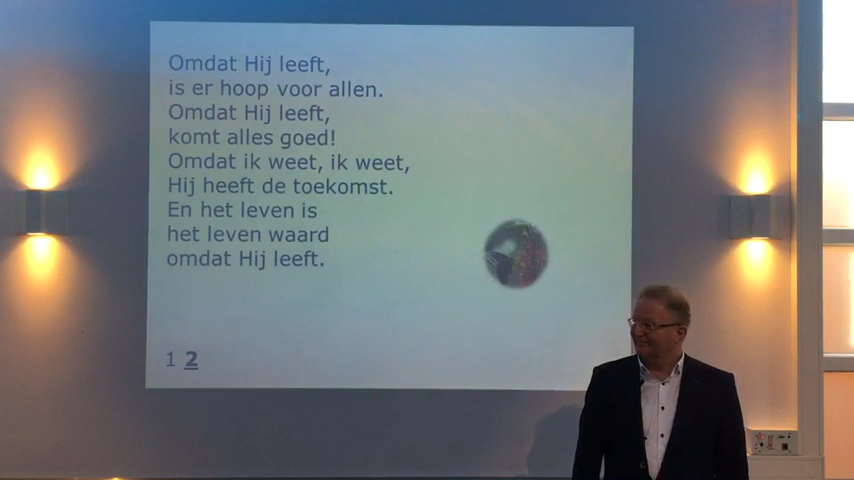 Omdat Hij leeft,
is er hoop voor allen.
Omdat Hij leeft,
komt alles goed!
Omdat ik weet, ik weet,
Hij heeft de toekomst.
En het leven is
het leven waard
omdat Hij leeft.
1 2